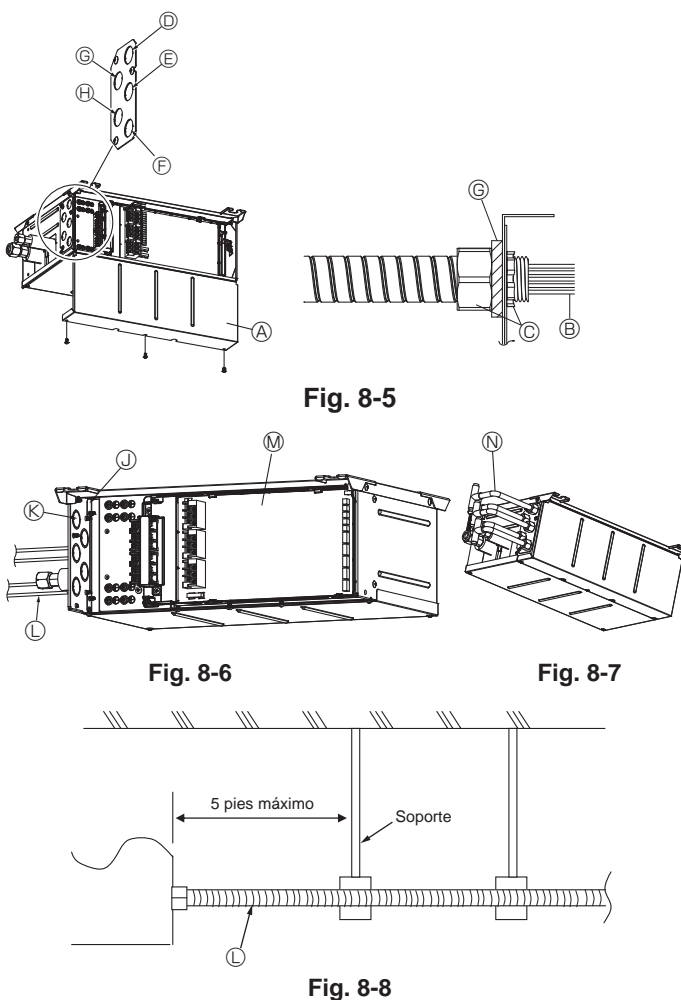 Ⓓ
Ⓖ
Ⓔ
Ⓗ
Ⓕ
Ⓖ
Ⓐ
Ⓒ
Ⓑ
Fig. 8-5
Ⓙ
Ⓜ
Ⓝ
Ⓚ
Ⓛ
Fig. 8-6
Fig. 8-7
5 pies máximo
Soporte
Ⓛ
Fig. 8-8